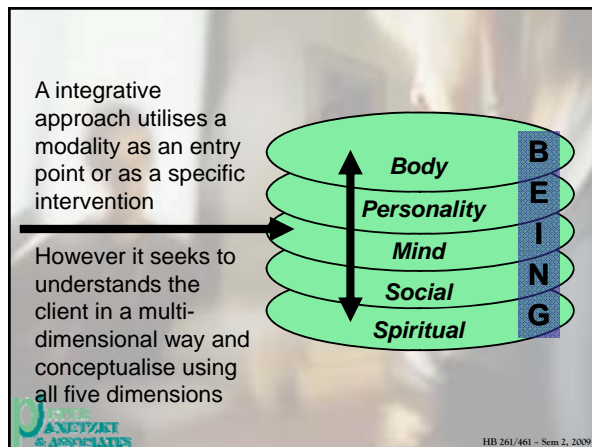 A integrative
approach utilises a
modality as an entry
point or as a specific
intervention
However it seeks to
understands the
client in a multi-
dimensional way and
conceptualise using
all five dimensions
Body
Personality
Mind
Social
Spiritual
B
E
I
N
G
& ASSOCIATES
HB 261/461 – Sem 2, 2009